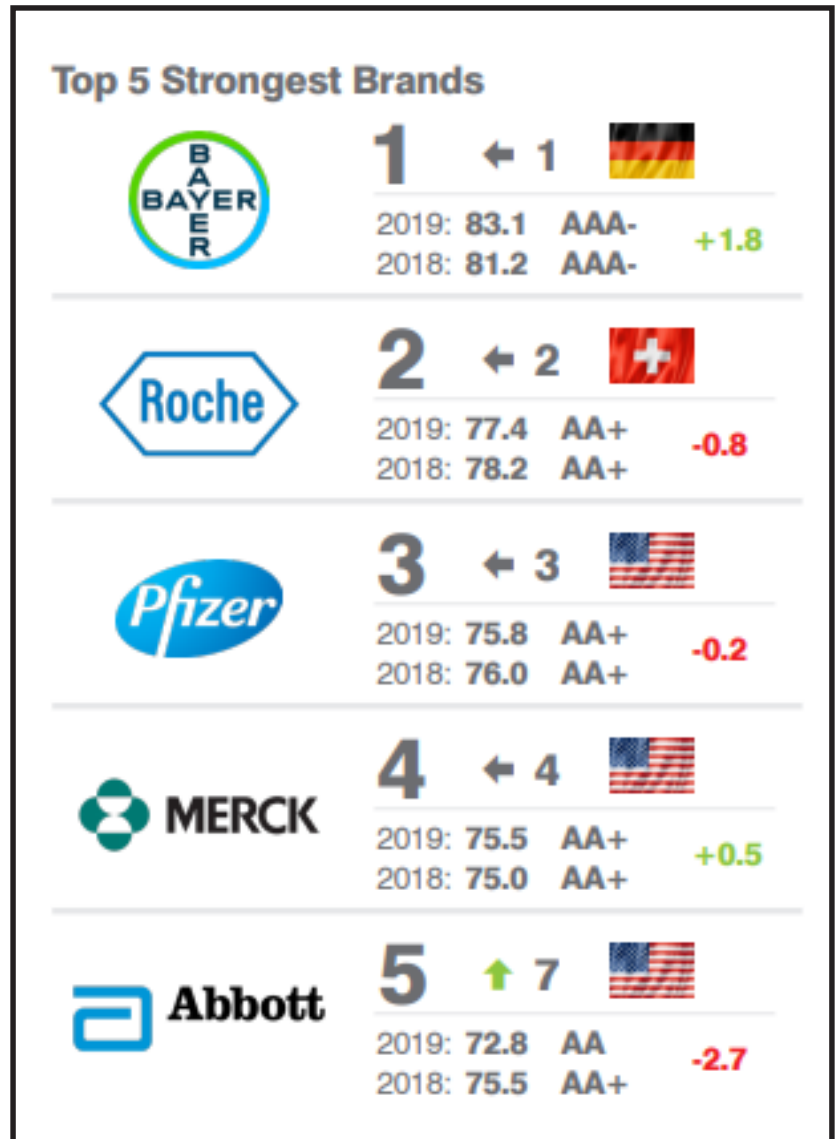 Top 5 Strongest Brands
BAYER
BAYER
1 ← 1
2019: 83.1 AAA-
2018: 81.2 AAA-
+1.8
Roche
2 ← 2
2019: 77.4 AA+
2018: 78.2 AA+
-0.8
Pfizer
3 ← 3
2019: 75.8 AA+
2018: 76.0 AA+
-0.2
MERCK
4 ← 4
2019: 75.5 AA+
2018: 75.0 AA+
+0.5
Abbott
5 ↑ 7
2019: 72.8 AA
2018: 75.5 AA+
-2.7